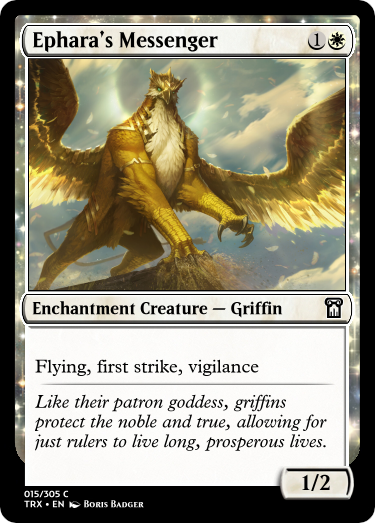 Ephara's Messenger 1
Enchantment Creature — Griffin
Flying, first strike, vigilance
Like their patron goddess, griffins
protect the noble and true, allowing for
just rulers to live long, prosperous lives.
1/2
015/305 C
TRX • EN Boris Badger